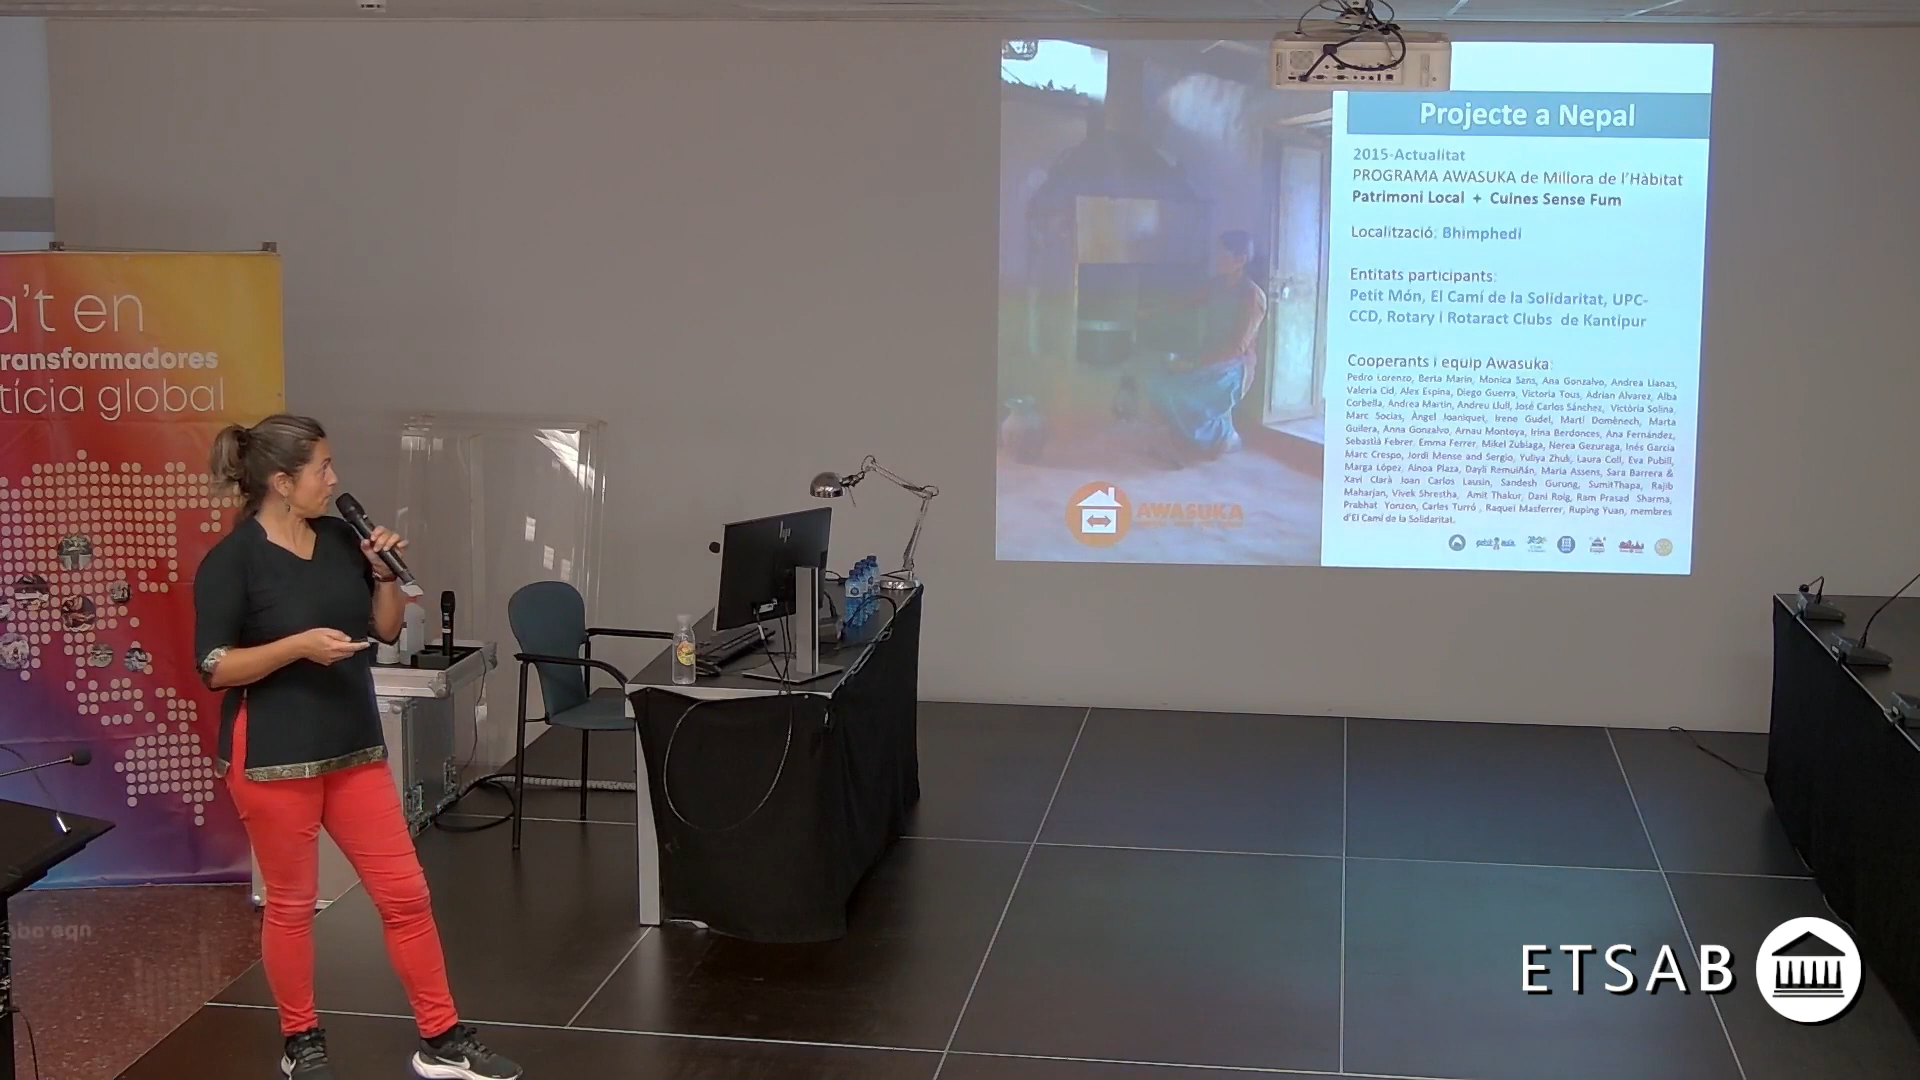 a't en
ransformadores
tícia global
Projecte a Nepal
2015-Actualitat
PROGRAMA AWASUKA de Millora de l'Hàbitat
Patrimoni Local + Cuines Sense Fum
Localització: Bhimphedi
Entitats participants:
Petit Món, El Camí de la Solidaritat, UPC-
CCD, Rotary i Rotaract Clubs de Kantipur
Cooperants i equip Awasuka:
Pedro Lorenzo, Berta Marin, Monica Sans, Ana Gonzalvo, Andrea Llanas,
Valeria Cid, Alex Espina, Diego Guerra, Victoria Tous, Adrian Alvarez, Alba
Corbella, Andrea Martin, Andreu Llull, José Carlos Sánchez, Victòria Solina,
Marc Socias, Àngel Joaniquet, Irene Gudel, Martí Domènech, Marta
Guilera, Anna Gonzalvo, Arnau Montoya, Irina Berdonces, Ana Fernández,
Sebastià Febrer, Emma Ferrer, Mikel Zubiaga, Nerea Gezuraga, Inés Garcia
Marc Crespo, Jordi Mense and Sergio, Yuliya Zhuk, Laura Coll, Eva Pubill,
Marga López, Ainoa Plaza, Dayli Remuiñán, Maria Assens, Sara Barrera &
Xavi Clarà Joan Carlos Lausin, Sandesh Gurung, SumitThapa, Rajib
Maharjan, Vivek Shrestha, Amit Thakur, Dani Roig, Ram Prasad Sharma,
Prabhat Yonzon, Carles Turró , Raquel Masferrer, Ruping Yuan, membres
d'El Camí de la Solidaritat.
AWASUKA
petit món
hp
ETSAB